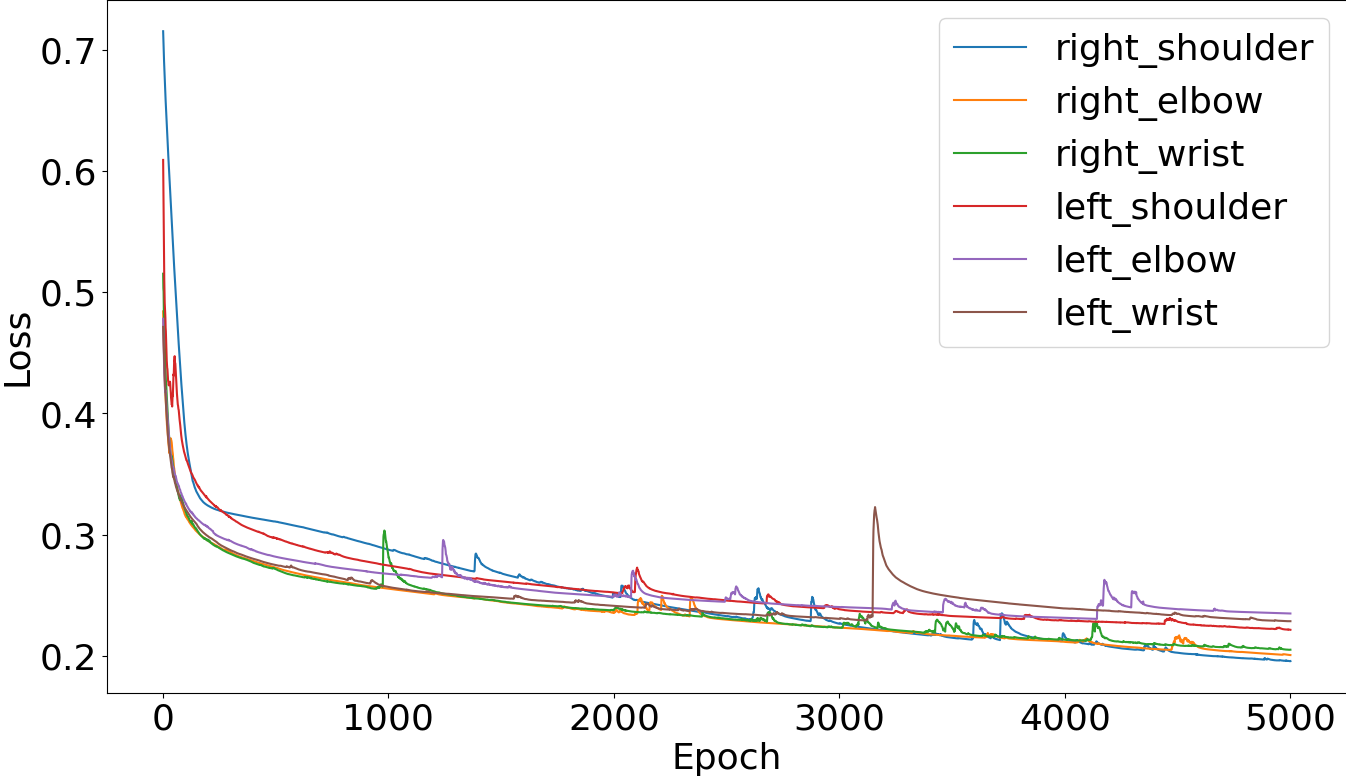 0.7
0.6
0.5
0.4
0.3
0.2
Loss
0 1000 2000 3000 4000 5000
Epoch
right_shoulder
right_elbow
right_wrist
left_shoulder
left_elbow
left_wrist